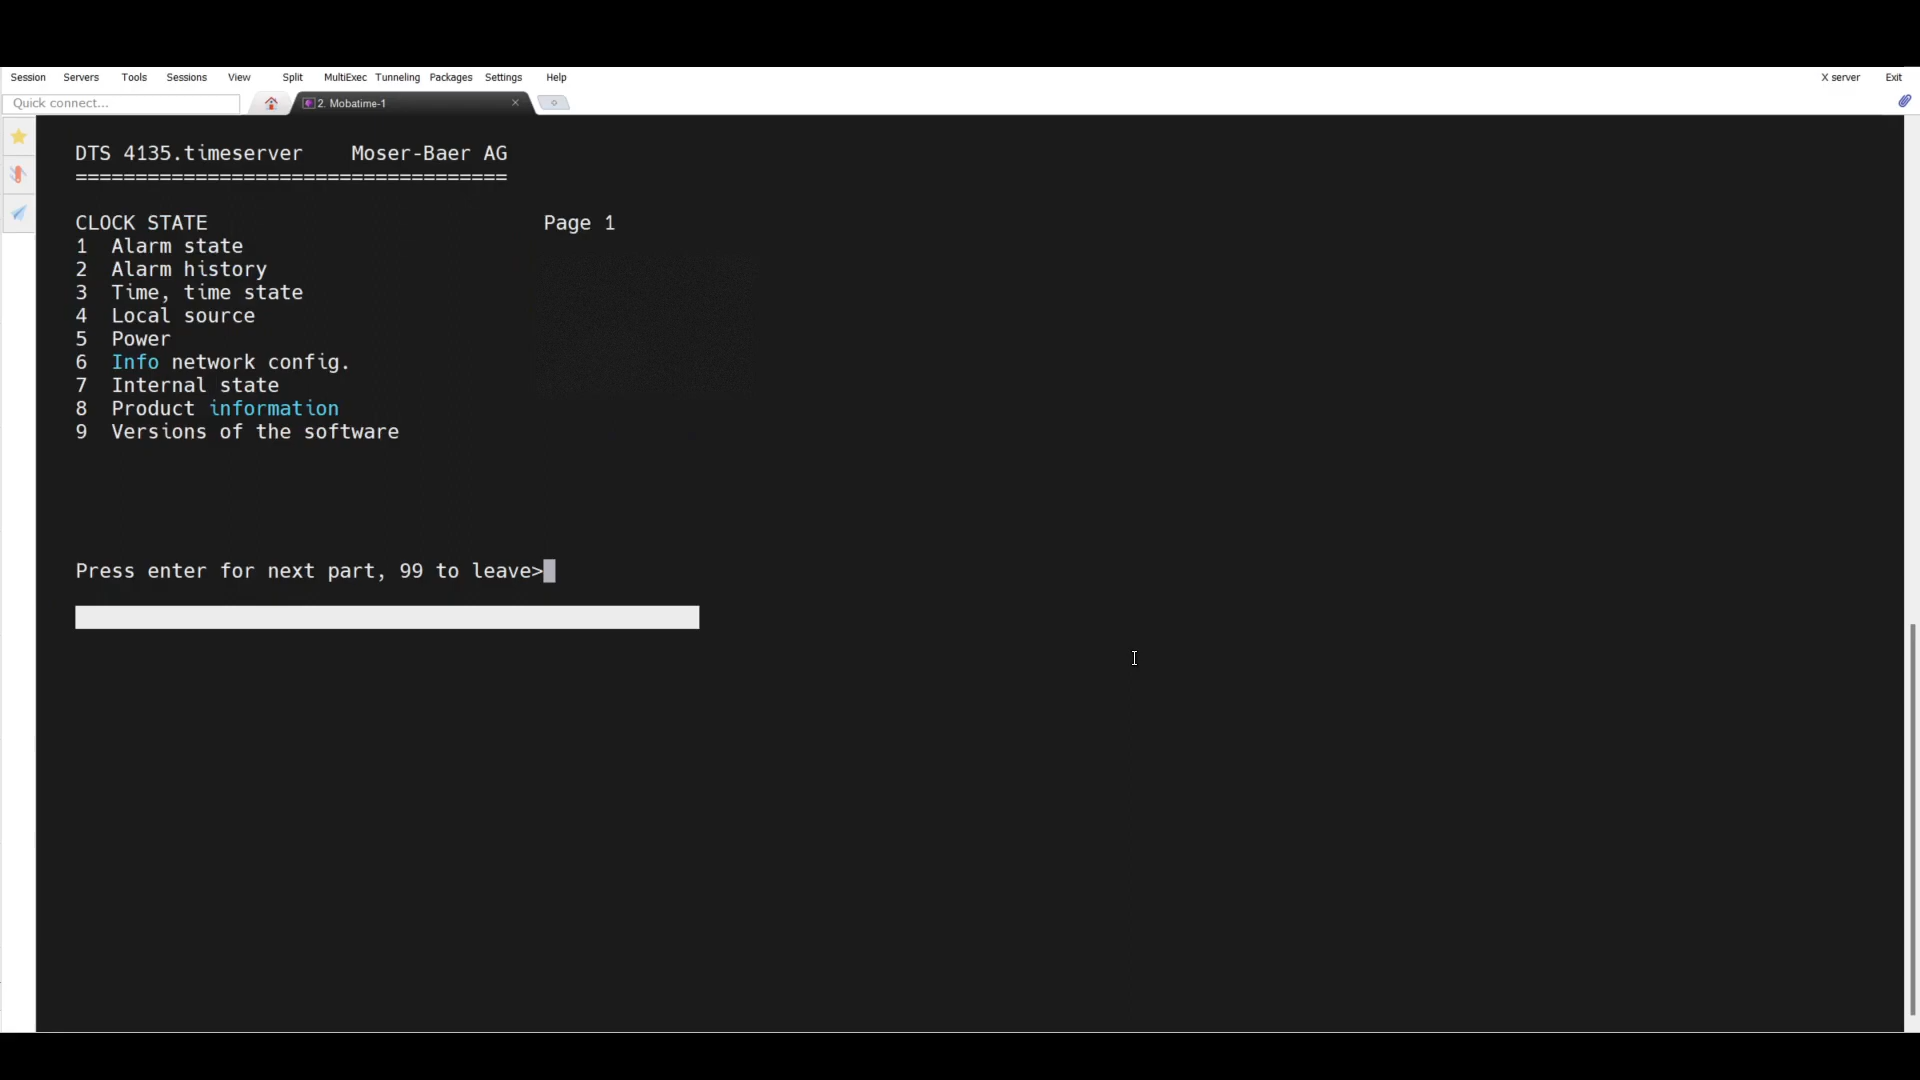 Session Servers Tools Sessions View Split MultiExec Tunneling Packages Settings Help X server Exit
Quick connect... 2. Mobatime-1
DTS 4135.timeserver Moser-Baer AG
====================================
CLOCK STATE Page 1
1 Alarm state
2 Alarm history
3 Time, time state
4 Local source
5 Power
6 Info network config.
7 Internal state
8 Product information
9 Versions of the software
Press enter for next part, 99 to leave>